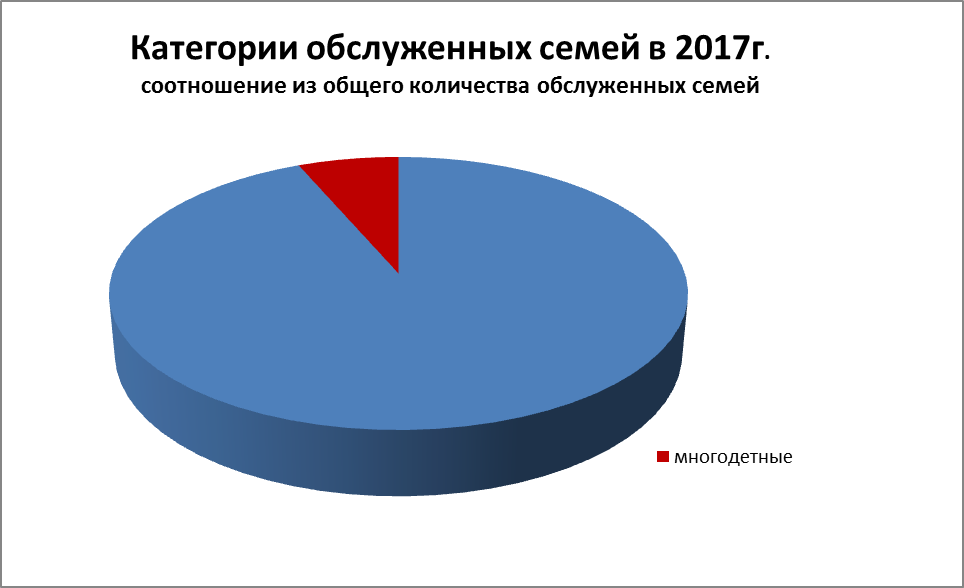 Категории обслуженных семей в 2017г.
соотношение из общего количества обслуженных семей
многодетные